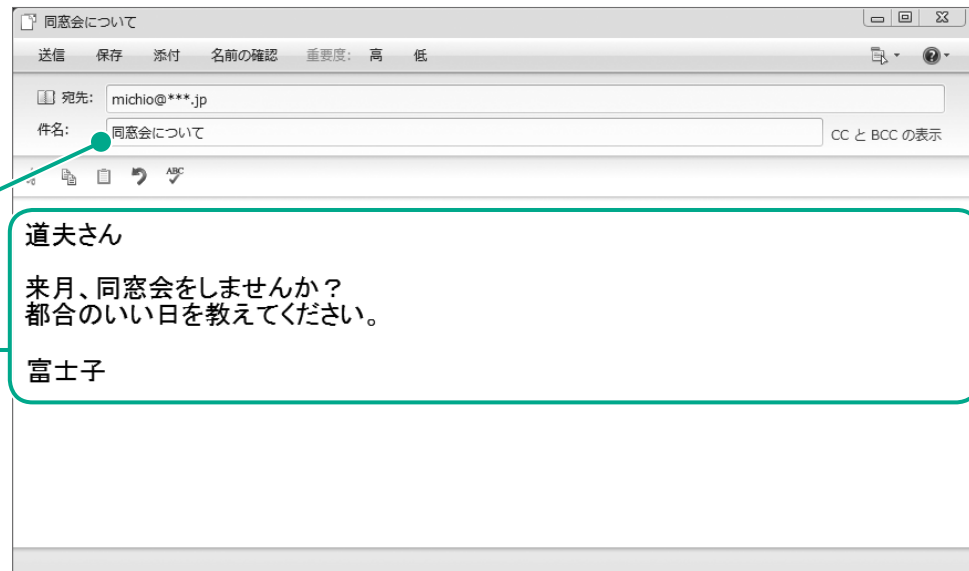 同窓会について
送信 保存 添付 名前の確認 重要度: 高 低
宛先: michio@***.jp
件名: 同窓会について CC と BCC の表示
ABC
道夫さん
来月、同窓会をしませんか？
都合のいい日を教えてください。
富士子